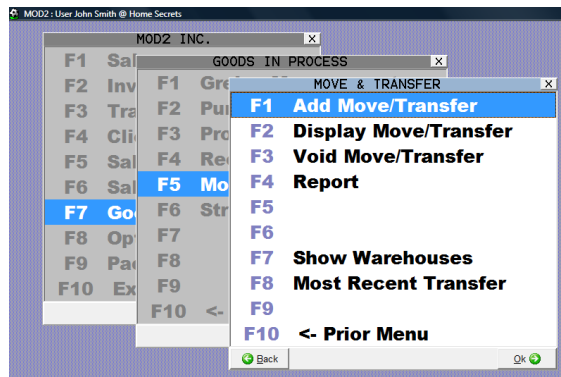 MOD2 : User John Smith @ Home Secrets
MOD2 INC. X
F1
F2
F3
F4
F5
F6
F7
F8
F9
F10
GOODS IN PROCESS X
F1
F2
F3
F4
F5
F6
F7
F8
F9
F10 <-
MOVE & TRANSFER X
F1 Add Move/Transfer
F2 Display Move/Transfer
F3 Void Move/Transfer
F4 Report
F5
F6
F7 Show Warehouses
F8 Most Recent Transfer
F9
F10 <- Prior Menu
Back Ok